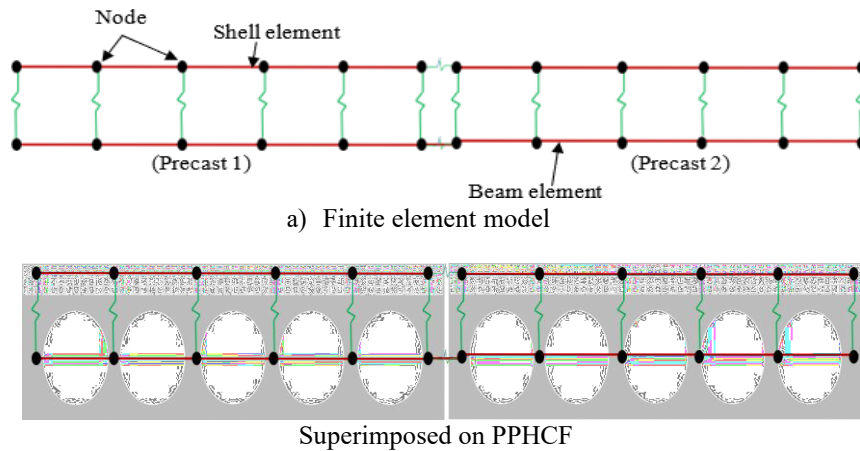 Node
Shell element
(Precast 1)
(Precast 2)
Beam element
a) Finite element model
Superimposed on PPHCF